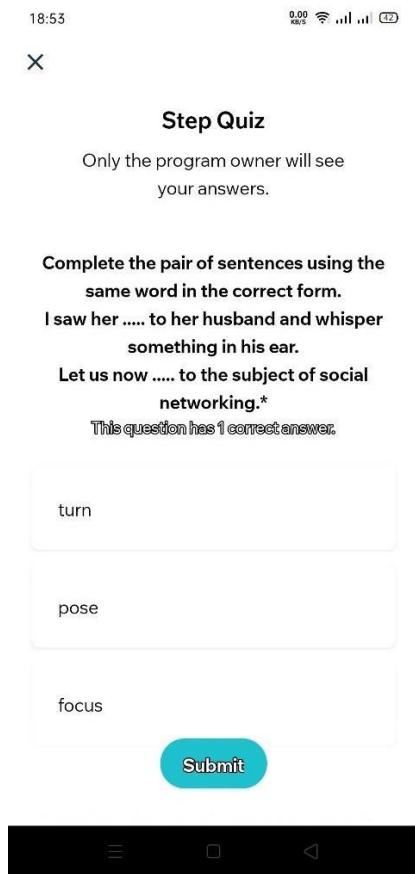 18:53
0.00
KB/S
42
Step Quiz
Only the program owner will see
your answers.
Complete the pair of sentences using the
same word in the correct form.
I saw her ..... to her husband and whisper
something in his ear.
Let us now ..... to the subject of social
networking.*
This question has 1 correct answer.
turn
pose
focus
Submit